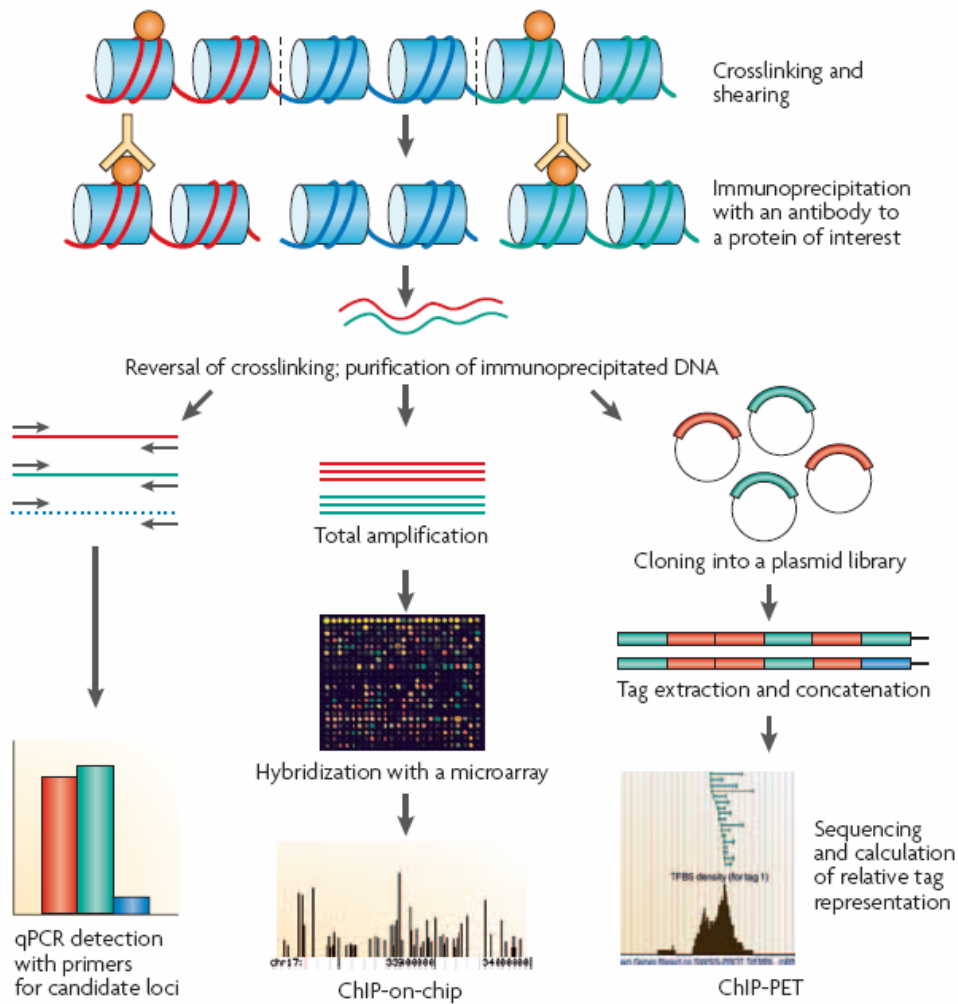 Crosslinking and
shearing
Immunoprecipitation
with an antibody to
a protein of interest
Reversal of crosslinking; purification of immunoprecipitated DNA
Total amplification
Cloning into a plasmid library
Tag extraction and concatenation
Hybridization with a microarray
TFBS density (for tag 1)
Sequencing
and calculation
of relative tag
representation
qPCR detection
with primers
for candidate loci
chr17: 33900000 34000000
ChIP-on-chip
ChIP-PET